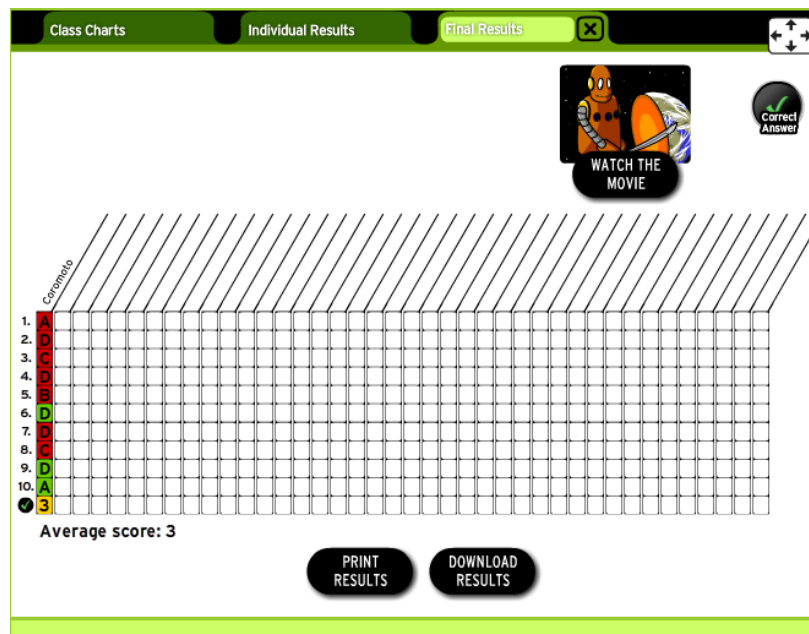 Class Charts
Individual Results
Final Results
Correct
Answer
WATCH THE
MOVIE
Coromoto
1. A
2. D
3. C
4. D
5. B
6. D
7. D
8. C
9. D
10. A
3
Average score: 3
PRINT
RESULTS
DOWNLOAD
RESULTS